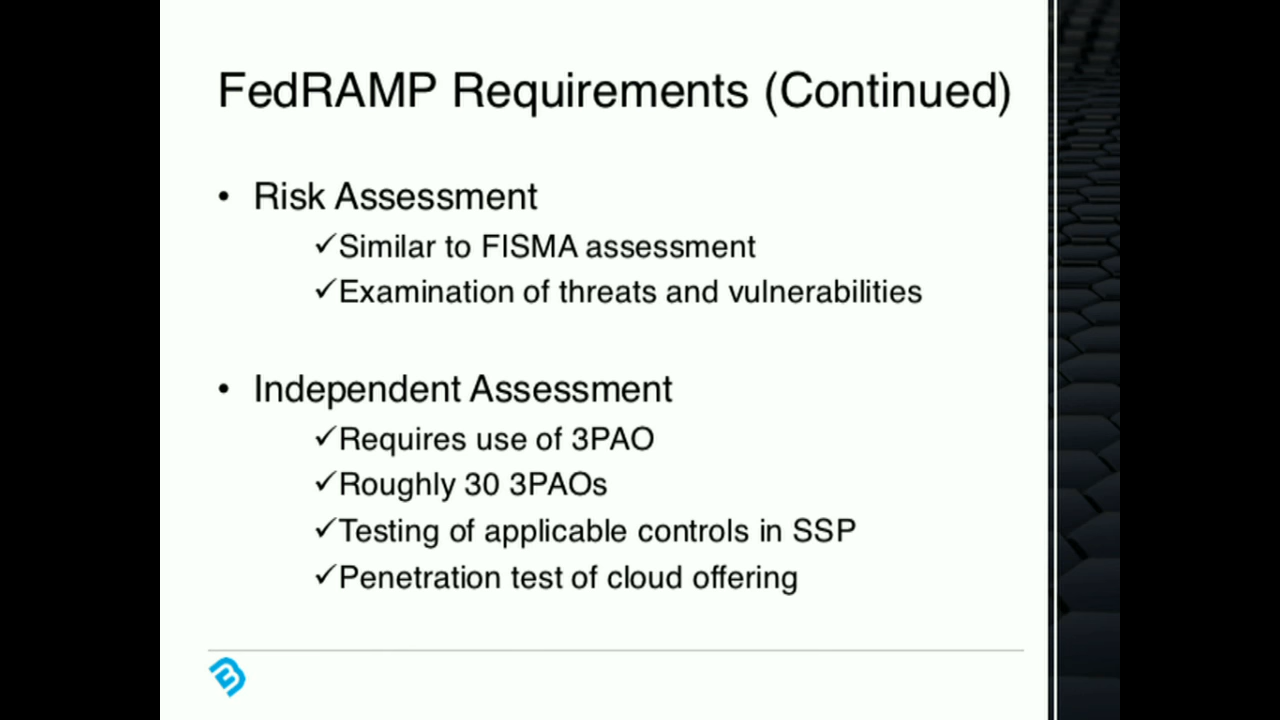 FedRAMP Requirements (Continued)
• Risk Assessment
✓Similar to FISMA assessment
✓Examination of threats and vulnerabilities
• Independent Assessment
✓Requires use of 3PAO
✓Roughly 30 3PAOs
✓Testing of applicable controls in SSP
✓Penetration test of cloud offering